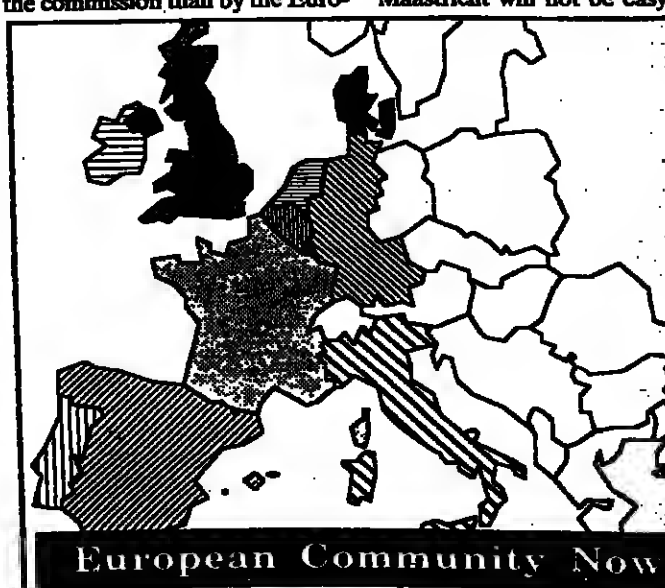 the commission than by the Euro-
Maastricht will not be easy
European Community Now